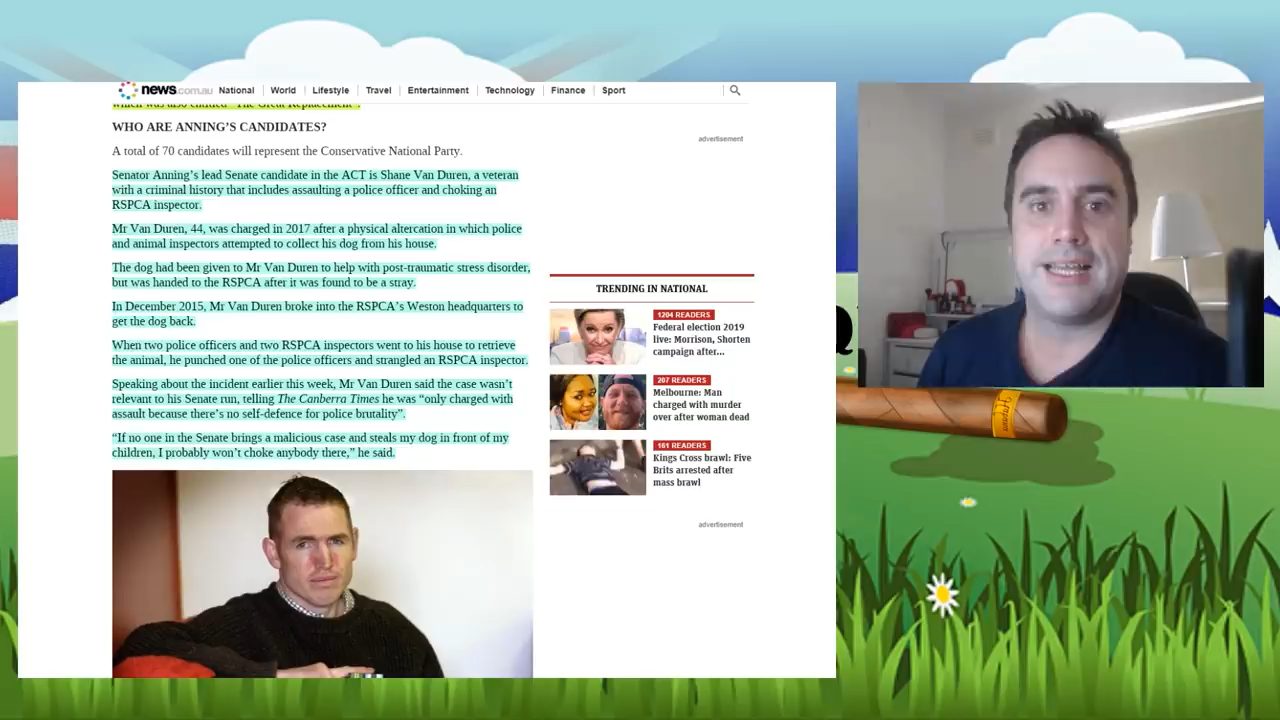 news.com.au National World Lifestyle Travel Entertainment Technology Finance Sport
which was also entitled "The Great Replacement".
WHO ARE ANNING'S CANDIDATES?
A total of 70 candidates will represent the Conservative National Party.
Senator Anning's lead Senate candidate in the ACT is Shane Van Duren, a veteran
with a criminal history that includes assaulting a police officer and choking an
RSPCA inspector.
Mr Van Duren, 44, was charged in 2017 after a physical altercation in which police
and animal inspectors attempted to collect his dog from his house.
The dog had been given to Mr Van Duren to help with post-traumatic stress disorder,
but was handed to the RSPCA after it was found to be a stray.
In December 2015, Mr Van Duren broke into the RSPCA's Weston headquarters to
get the dog back.
When two police officers and two RSPCA inspectors went to his house to retrieve
the animal, he punched one of the police officers and strangled an RSPCA inspector.
Speaking about the incident earlier this week, Mr Van Duren said the case wasn't
relevant to his Senate run, telling The Canberra Times he was "only charged with
assault because there's no self-defence for police brutality".
"If no one in the Senate brings a malicious case and steals my dog in front of my
children, I probably won't choke anybody there," he said.
advertisement
TRENDING IN NATIONAL
1204 READERS
Federal election 2019
live: Morrison, Shorten
campaign after...
207 READERS
Melbourne: Man
charged with murder
over after woman dead
161 READERS
Kings Cross brawl: Five
Brits arrested after
mass brawl
advertisement